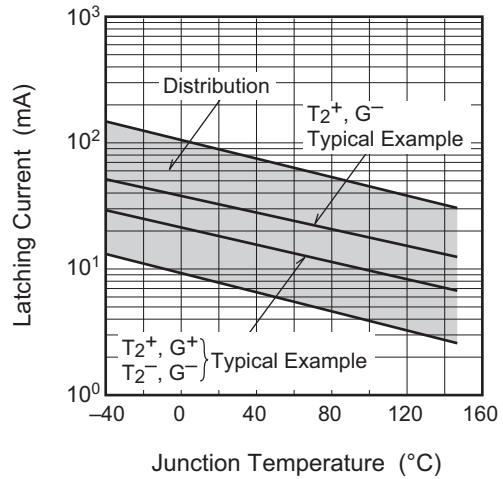 10³
Distribution
T₂⁺, G⁻
Typical Example
10²
Latching Current (mA)
10¹
T₂⁺, G⁺
T₂⁻, G⁻
} Typical Example
10⁰
–40 0 40 80 120 160
Junction Temperature (°C)